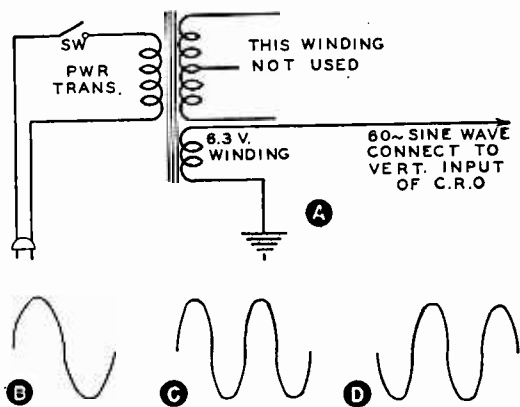 SW
PWR
TRANS.
THIS WINDING
NOT USED
6.3 V.
WINDING
60~ SINE WAVE
CONNECT TO
VERT. INPUT
OF C.R.O
A
B
C
D